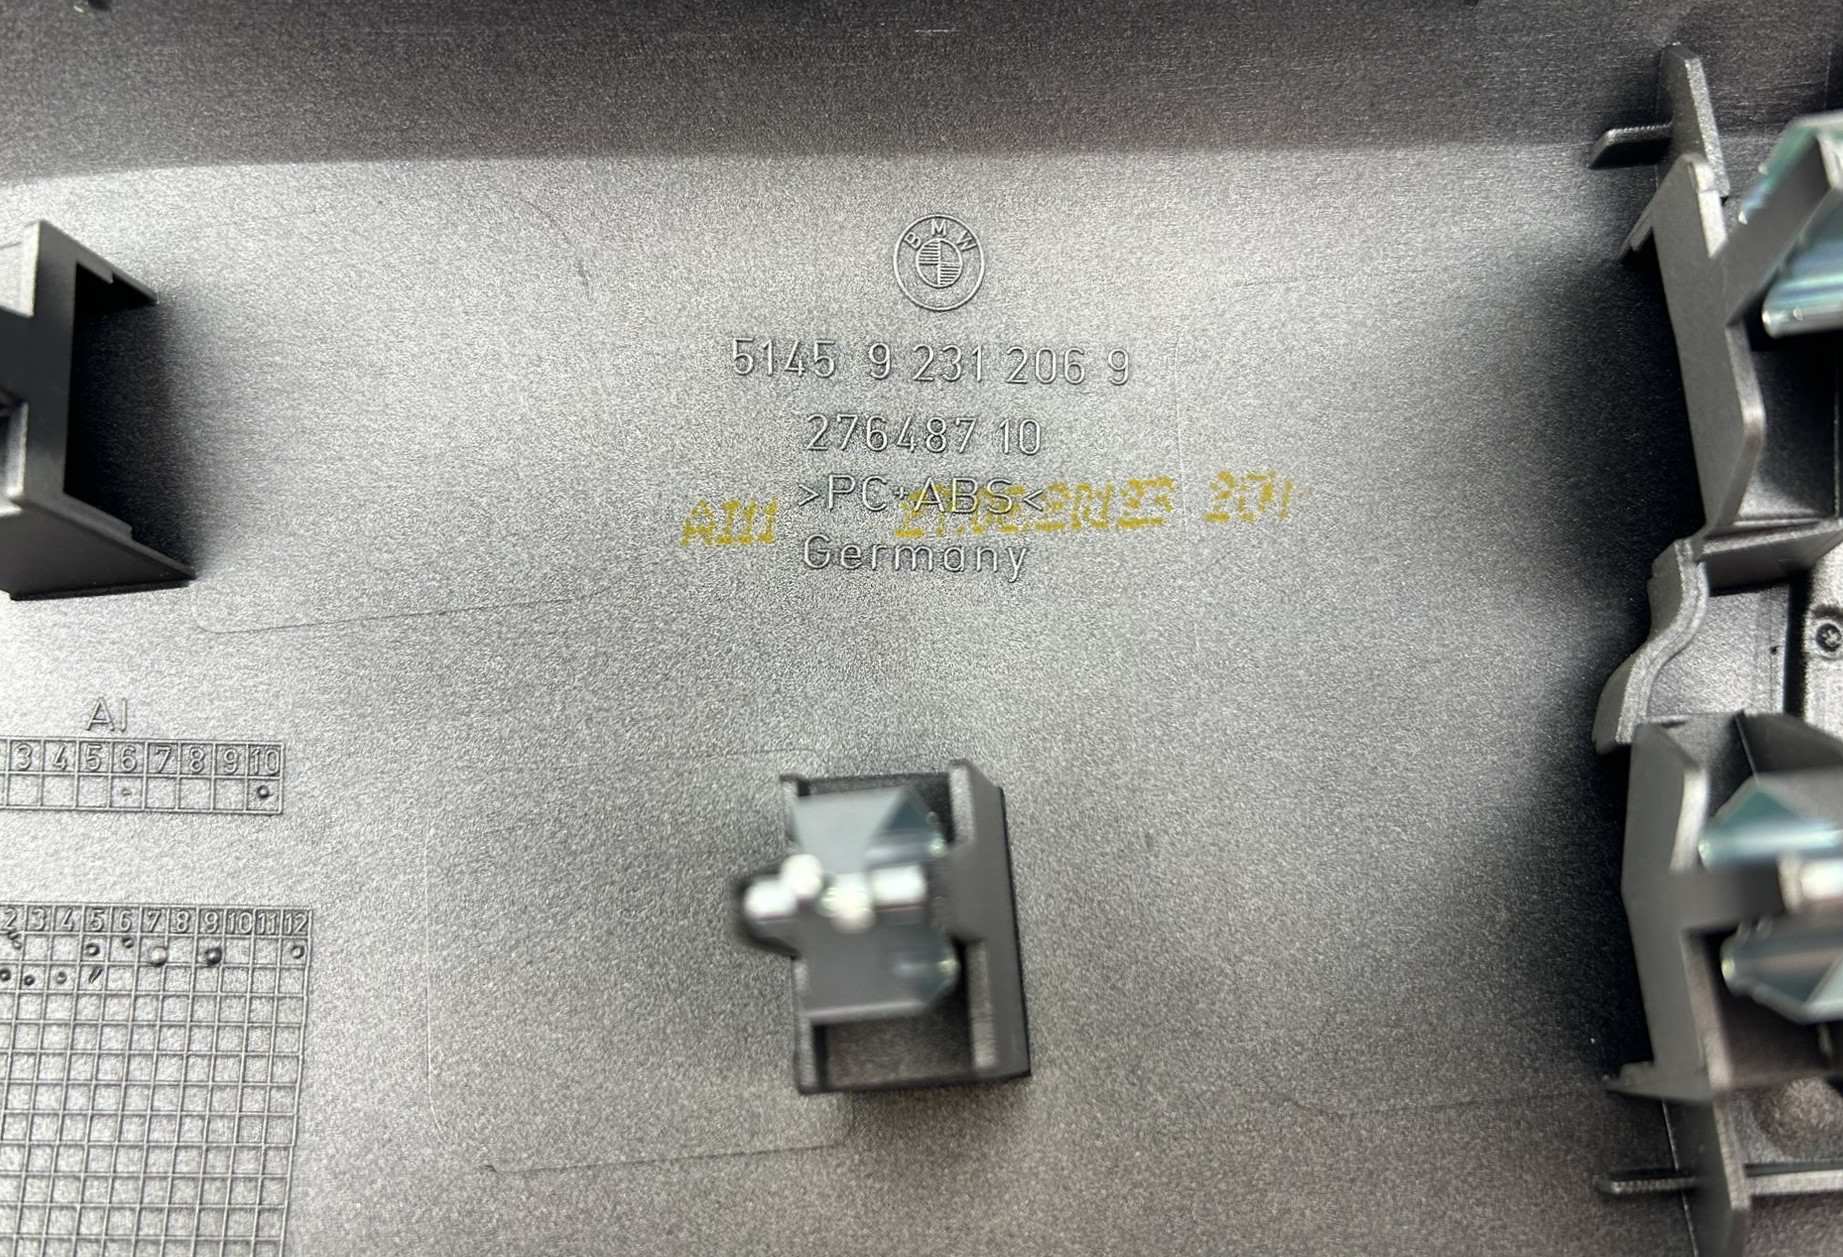 BMW
5145 9 231 206 9
276487 10
>PC+ABS<
Germany
AI
3 4 5 6 7 8 9 10
2 3 4 5 6 7 8 9 10 11 12